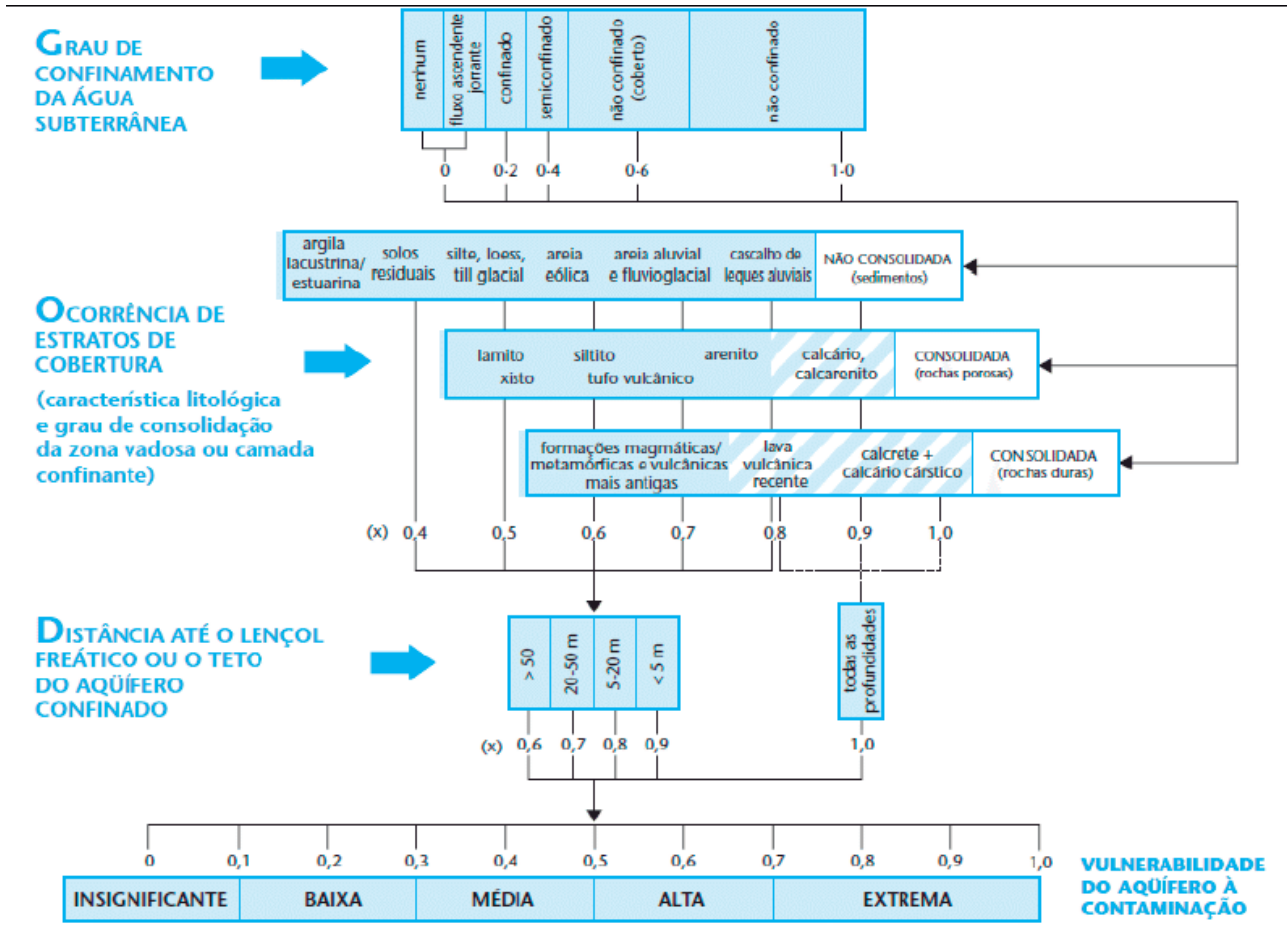 GRAU DE
CONFINAMENTO
DA ÁGUA
SUBTERRÂNEA
nenhum
fluxo ascendente
jorrante
confinado
semiconfinado
não confinado
(coberto)
não confinado
0 0·2 0·4 0·6 1·0
OCORRÊNCIA DE
ESTRATOS DE
COBERTURA
(característica litológica
e grau de consolidação
da zona vadosa ou camada
confinante)
argila
lacustrina/
estuarina
solos
residuais
silte, loess,
till glacial
areia
eólica
areia aluvial
e fluvioglacial
cascalho de
leques aluviais
NÃO CONSOLIDADA
(sedimentos)
lamito
xisto
siltito
tufo vulcânico
arenito
calcário,
calcarenito
CONSOLIDADA
(rochas porosas)
formações magmáticas/
metamórficas e vulcânicas
mais antigas
lava
vulcânica
recente
calcrete +
calcário cárstico
CONSOLIDADA
(rochas duras)
(x) 0,4 0,5 0,6 0,7 0,8 0,9 1,0
DISTÂNCIA ATÉ O LENÇOL
FREÁTICO OU O TETO
DO AQÜÍFERO
CONFINADO
> 50
20-50 m
5-20 m
< 5 m
todas as
profundidades
(x) 0,6 0,7 0,8 0,9 1,0
0 0,1 0,2 0,3 0,4 0,5 0,6 0,7 0,8 0,9 1,0
INSIGNIFICANTE BAIXA MÉDIA ALTA EXTREMA
VULNERABILIDADE
DO AQÜÍFERO À
CONTAMINAÇÃO